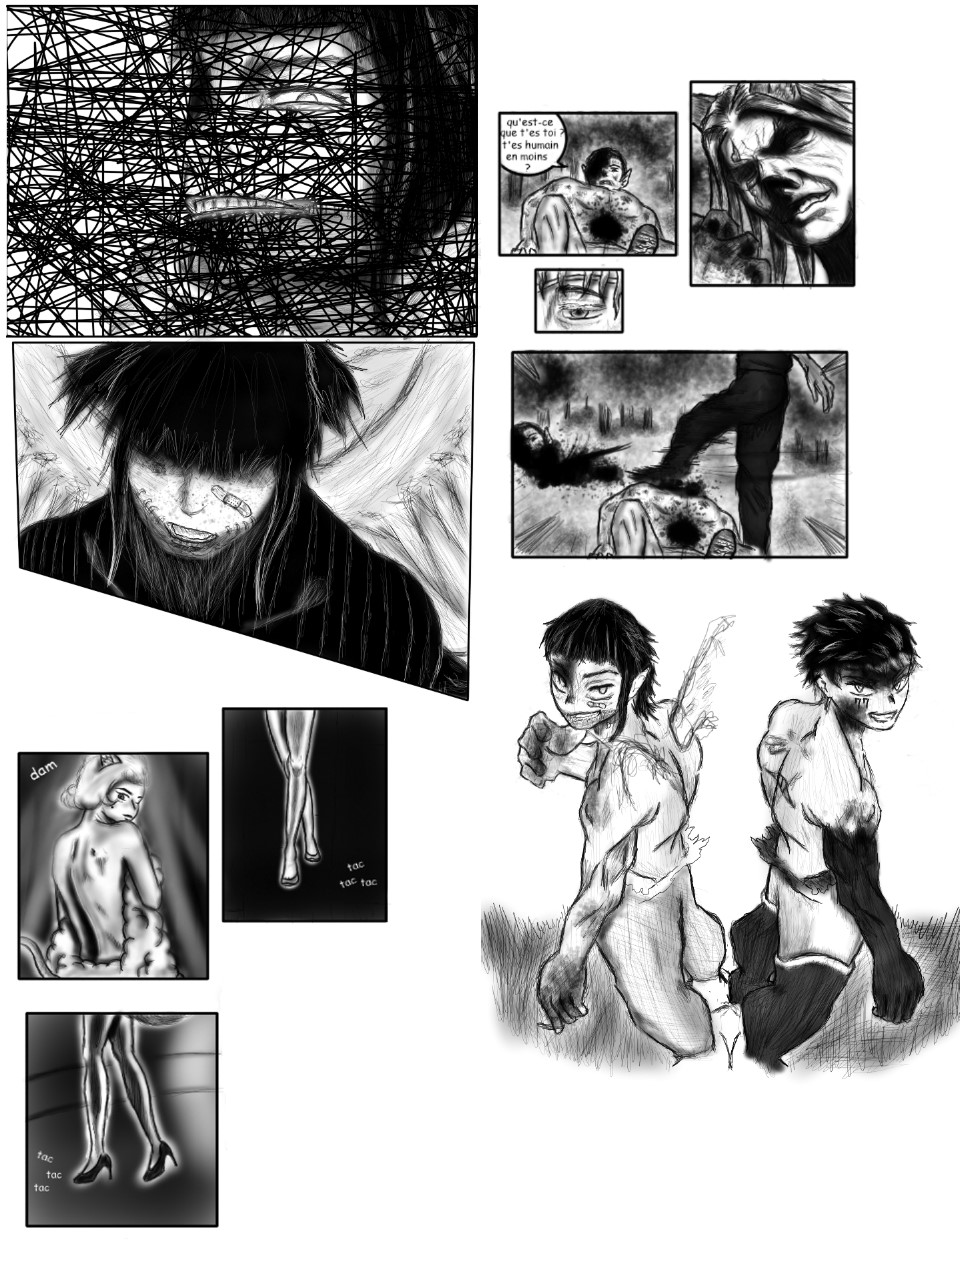 qu'est-ce
que t'es toi ?
t'es humain
en moins
?
dam
tac
tac tac
tac
tac
tac